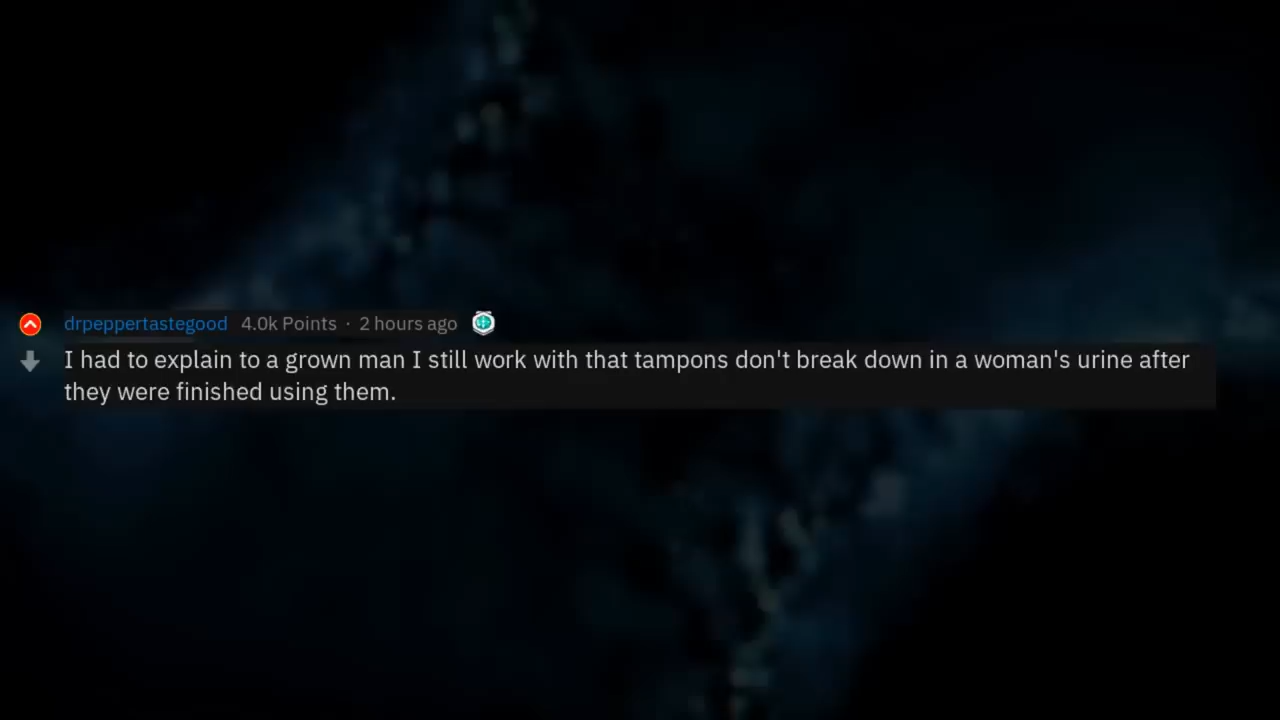 drpeppertastegood 4.0k Points · 2 hours ago
I had to explain to a grown man I still work with that tampons don't break down in a woman's urine after
they were finished using them.